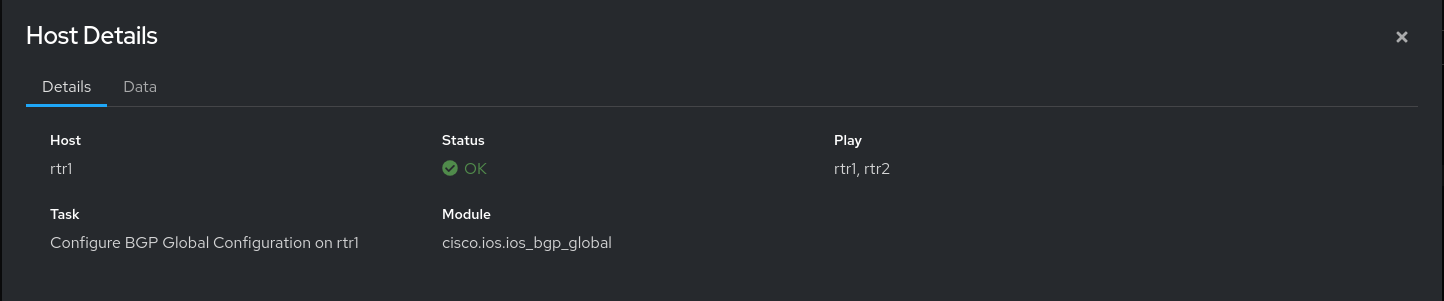 Host Details
Details Data
Host Status Play
rtr1 OK rtr1, rtr2
Task Module
Configure BGP Global Configuration on rtr1 cisco.ios.ios_bgp_global